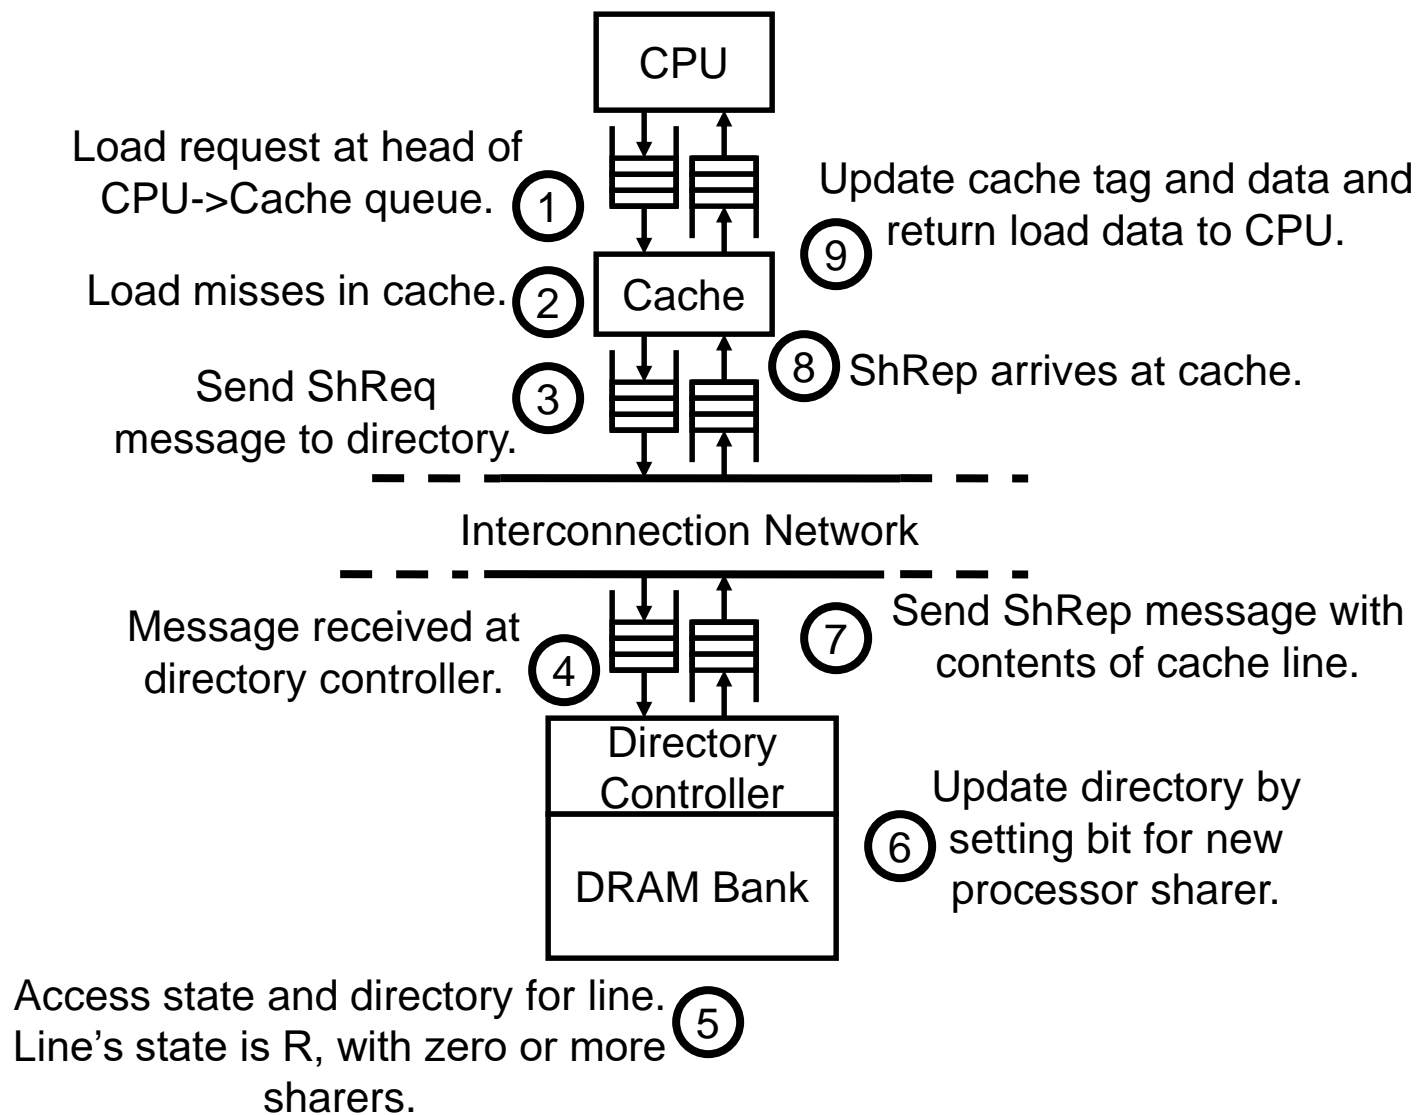 CPU
Load request at head of
CPU->Cache queue.
1
Update cache tag and data and
return load data to CPU.
9
Load misses in cache.
2
Cache
8
ShRep arrives at cache.
Send ShReq
message to directory.
3
Interconnection Network
Message received at
directory controller.
4
7
Send ShRep message with
contents of cache line.
Directory
Controller
DRAM Bank
6
Update directory by
setting bit for new
processor sharer.
Access state and directory for line.
Line’s state is R, with zero or more
sharers.
5